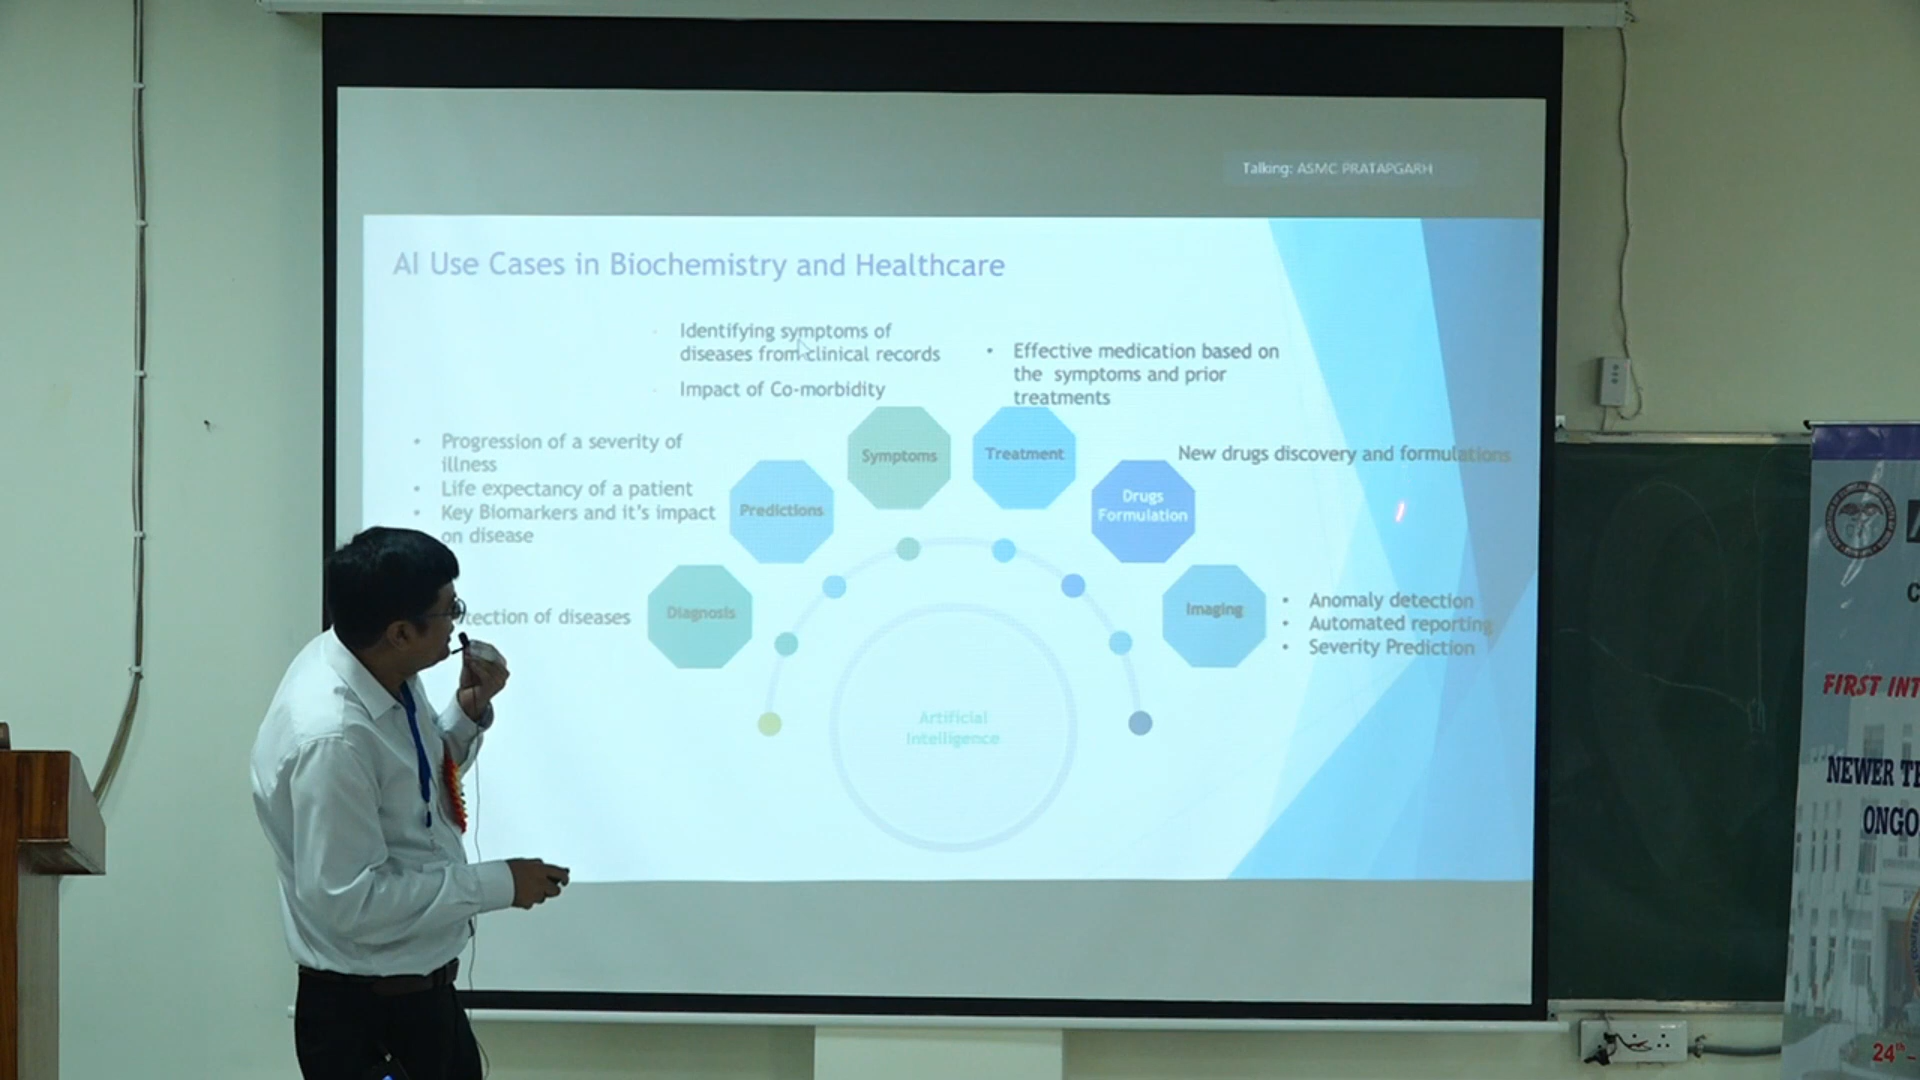 Talking: ASMC PRATAPGARH
AI Use Cases in Biochemistry and Healthcare
Identifying symptoms of
diseases from clinical records
Impact of Co-morbidity
• Effective medication based on
the symptoms and prior
treatments
• Progression of a severity of
illness
• Life expectancy of a patient
• Key Biomarkers and it's impact
on disease
Predictions
Symptoms
Treatment
Drugs
Formulation
New drugs discovery and formulations
tection of diseases
Diagnosis
Imaging
• Anomaly detection
• Automated reporting
• Severity Prediction
Artificial
Intelligence
FIRST INT
NEWER T
ONGO
24th-